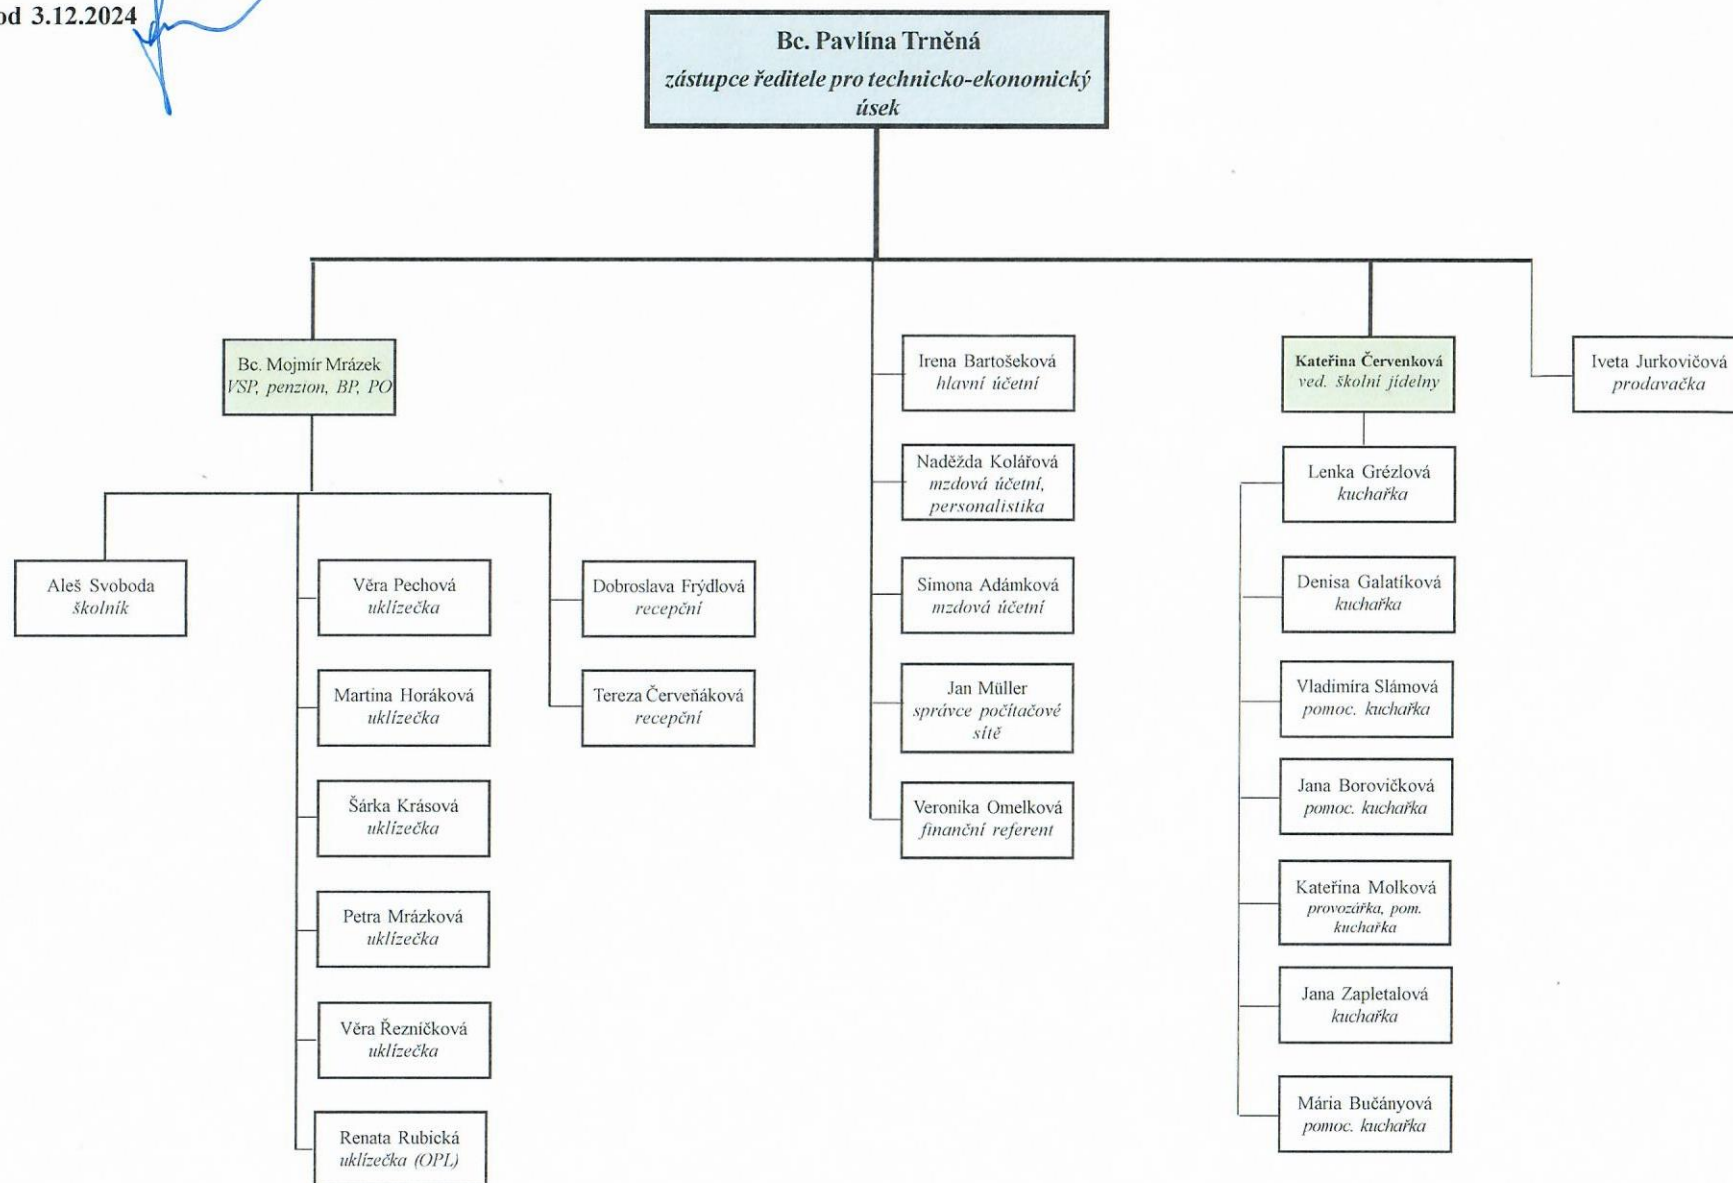 od 3.12.2024
Bc. Pavlína Trněná
zástupce ředitele pro technicko-ekonomický
úsek
Bc. Mojmír Mrázek
VSP, penzion, BP, PO
Aleš Svoboda
školník
Věra Pechová
uklízečka
Martina Horáková
uklízečka
Šárka Krásová
uklízečka
Petra Mrázková
uklízečka
Věra Řezníčková
uklízečka
Renata Rubická
uklízečka (OPL)
Dobroslava Frýdlová
recepční
Tereza Červeňáková
recepční
Irena Bartošeková
hlavní účetní
Naděžda Kolářová
mzdová účetní,
personalistika
Simona Adámková
mzdová účetní
Jan Müller
správce počítačové
sítě
Veronika Omelková
finanční referent
Kateřina Červenková
ved. školní jídelny
Lenka Grézlová
kuchařka
Denisa Galatíková
kuchařka
Vladimíra Slámová
pomoc. kuchařka
Jana Borovičková
pomoc. kuchařka
Kateřina Molková
provozářka, pom.
kuchařka
Jana Zapletalová
kuchařka
Mária Bučányová
pomoc. kuchařka
Iveta Jurkovičová
prodavačka